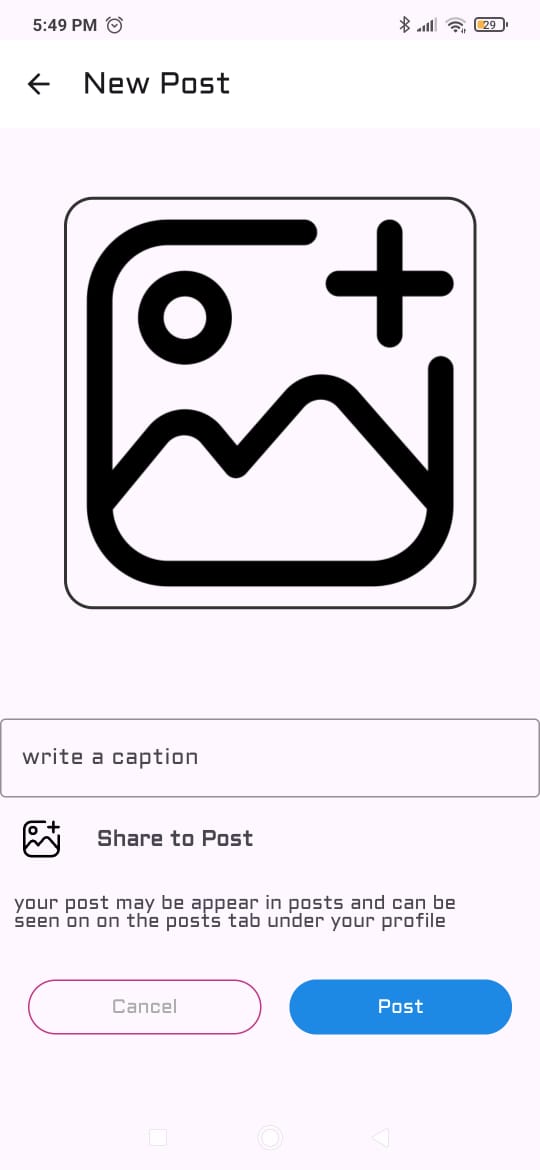 5:49 PM
29
New Post
write a caption
Share to Post
your post may be appear in posts and can be
seen on on the posts tab under your profile
Cancel
Post